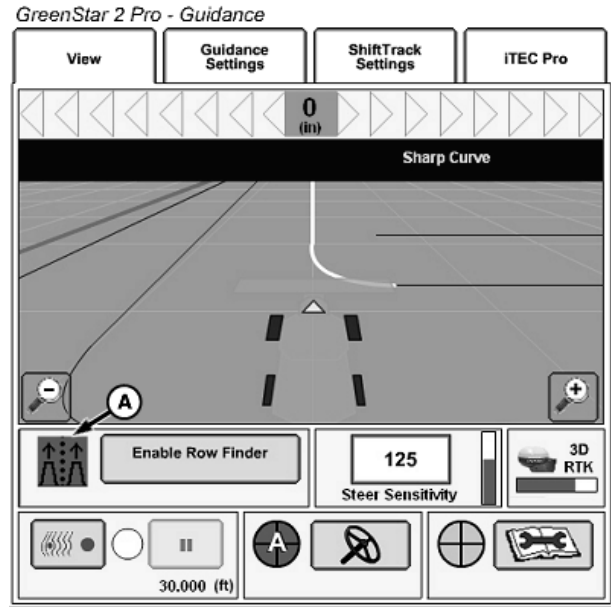 GreenStar 2 Pro - Guidance
View
Guidance
Settings
ShiftTrack
Settings
iTEC Pro
0
(in)
Sharp Curve
A
Enable Row Finder
125
Steer Sensitivity
3D
RTK
30.000 (ft)
A